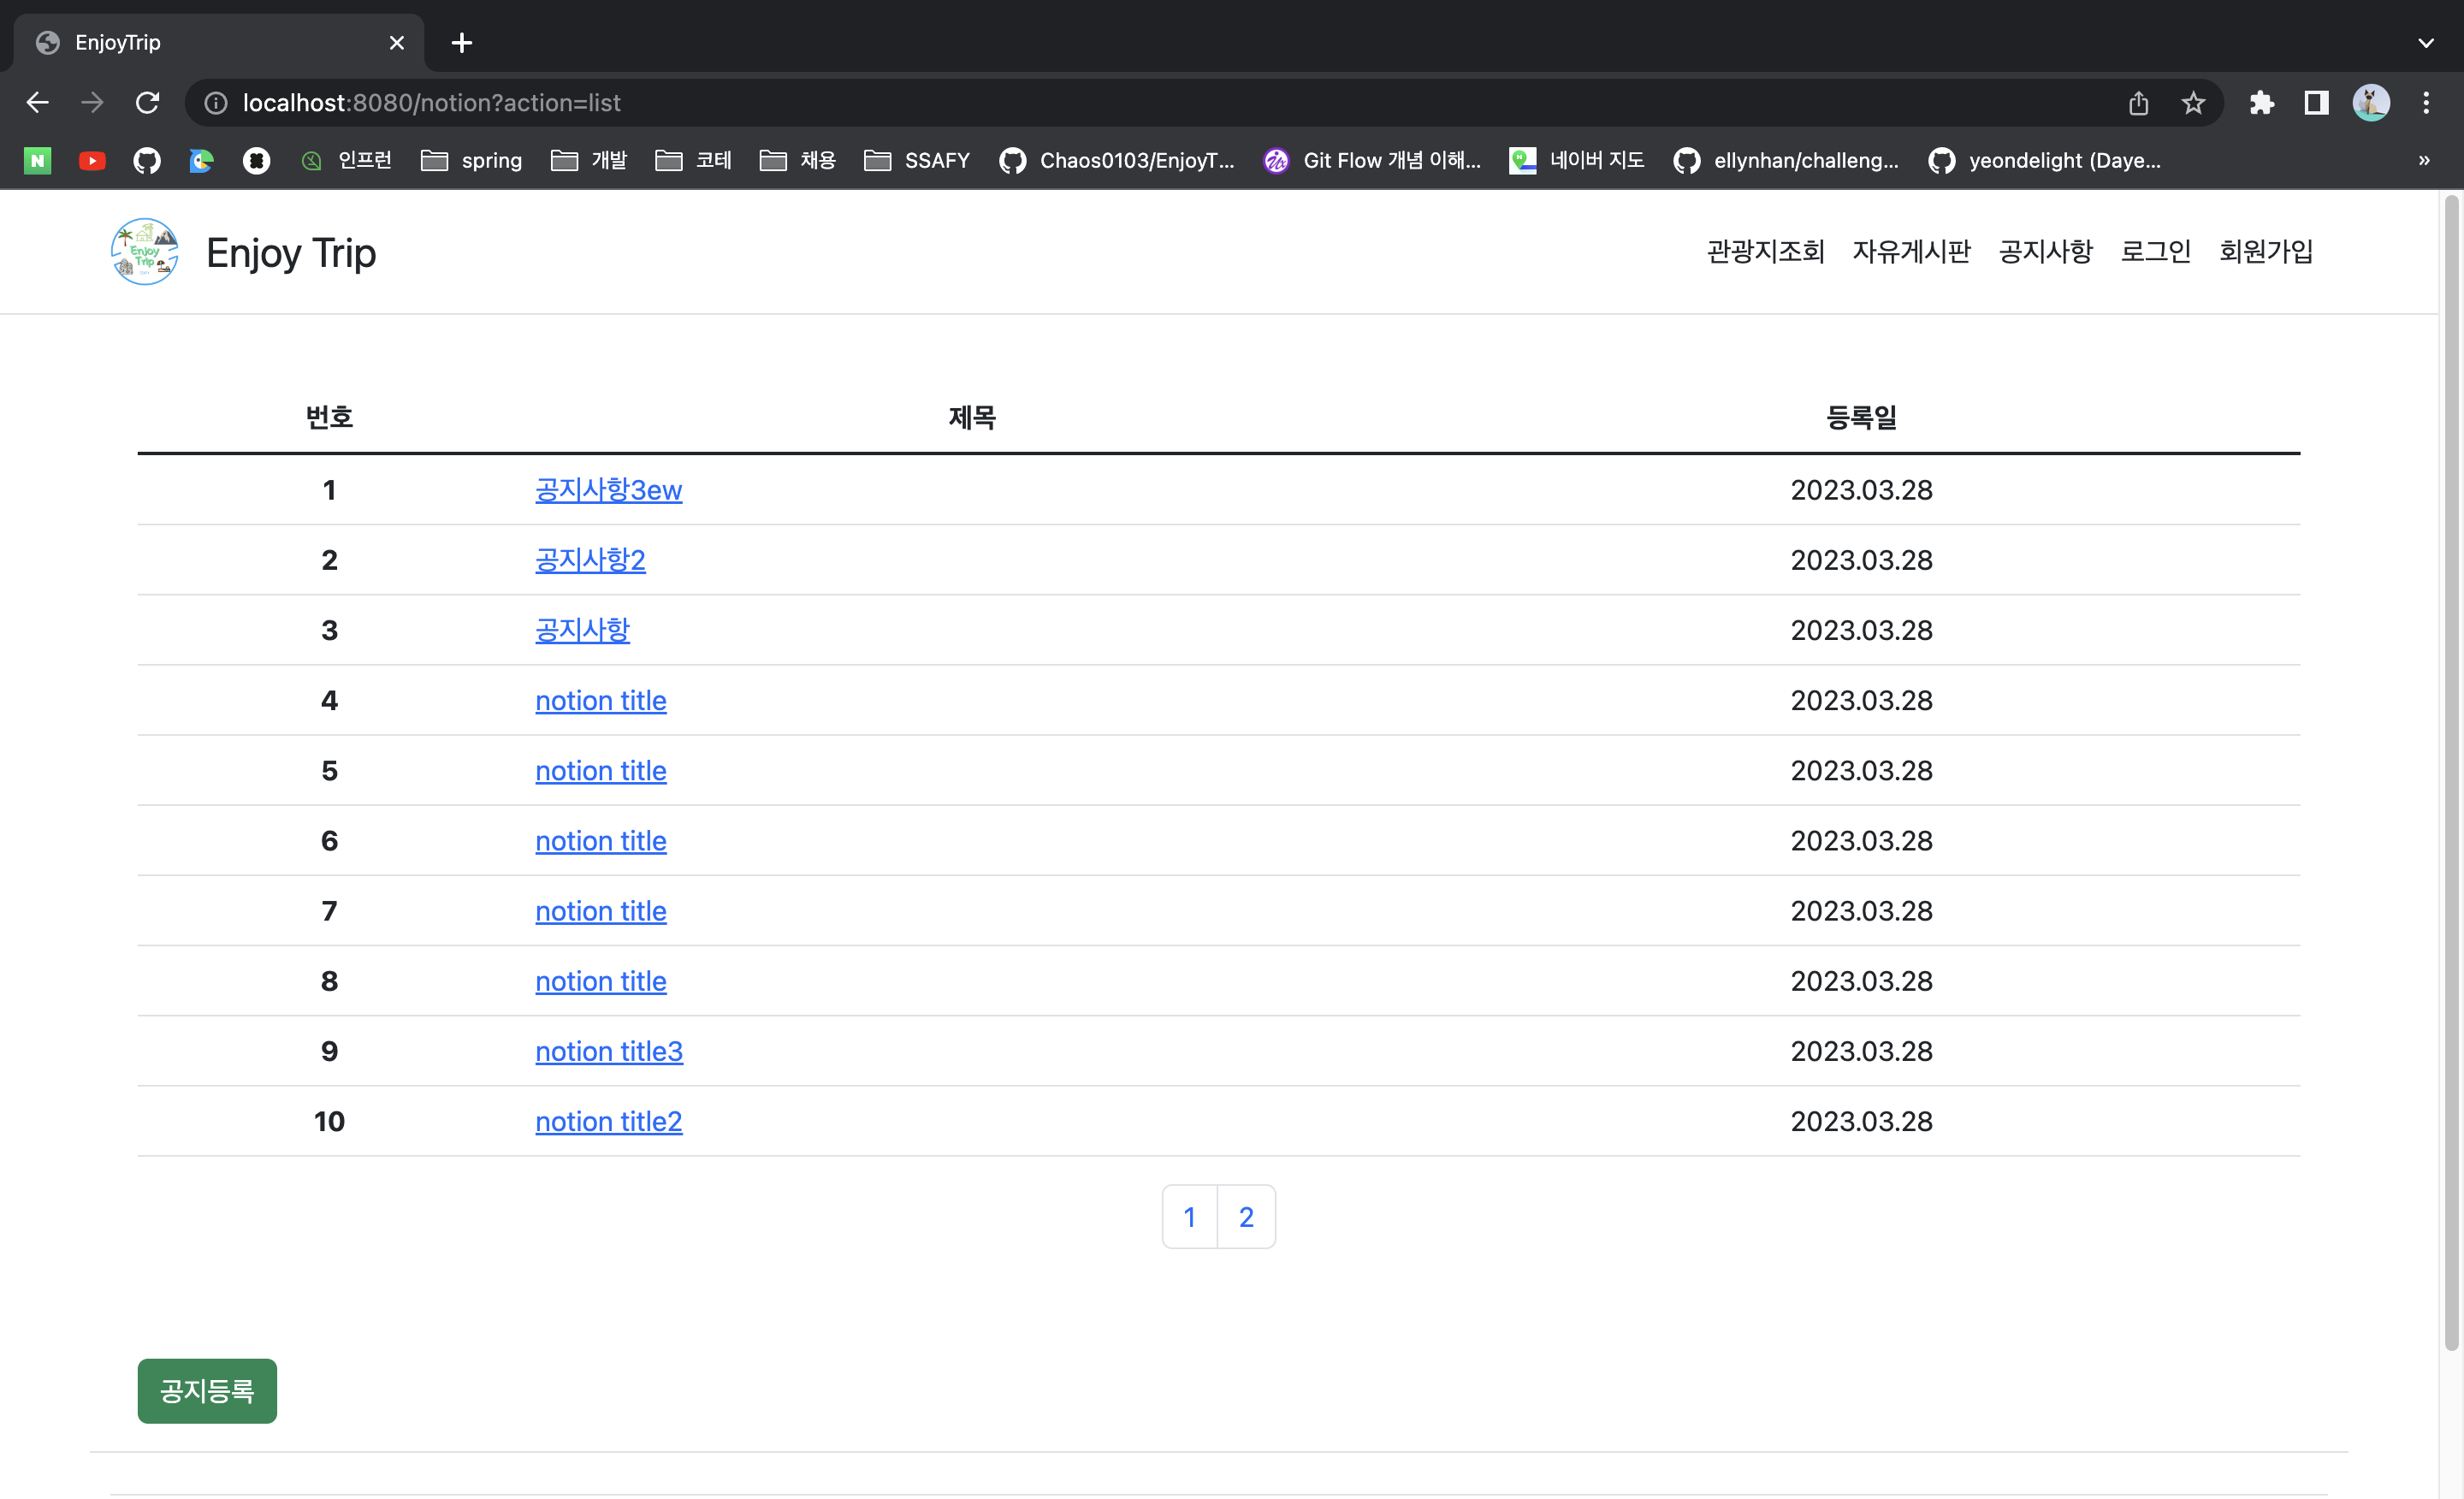 EnjoyTrip
localhost:8080/notion?action=list
인프런 spring 개발 코테 채용 SSAFY Chaos0103/EnjoyT... Git Flow 개념 이해... 네이버 지도 ellynhan/challeng... yeondelight (Daye... »
Enjoy Trip
Enjoy Trip 관광지조회 자유게시판 공지사항 로그인 회원가입
번호 제목 등록일
1 공지사항3ew 2023.03.28
2 공지사항2 2023.03.28
3 공지사항 2023.03.28
4 notion title 2023.03.28
5 notion title 2023.03.28
6 notion title 2023.03.28
7 notion title 2023.03.28
8 notion title 2023.03.28
9 notion title3 2023.03.28
10 notion title2 2023.03.28
1 2
공지등록